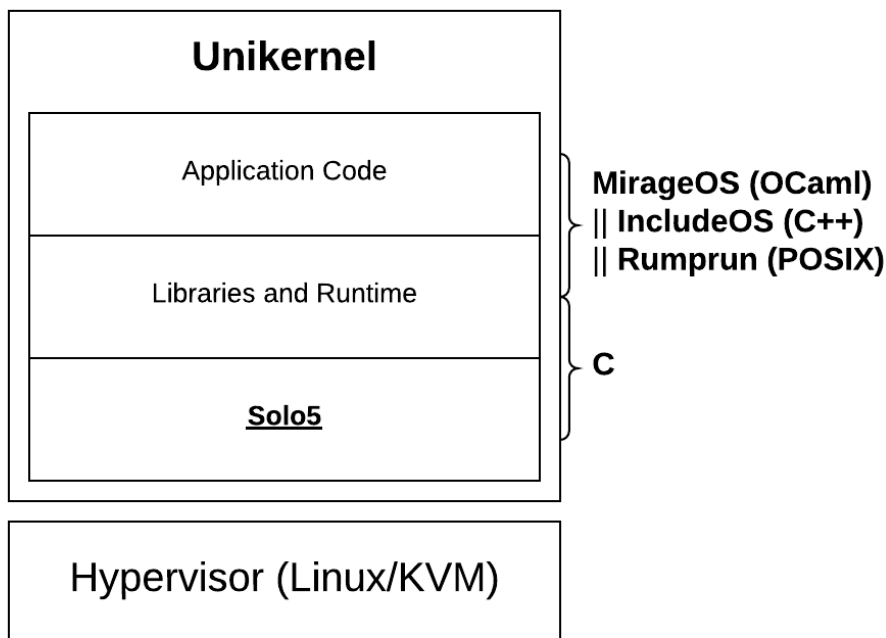 Unikernel
Application Code
MirageOS (OCaml)
|| IncludeOS (C++)
|| Rumprun (POSIX)
Libraries and Runtime
C
Solo5
Hypervisor (Linux/KVM)